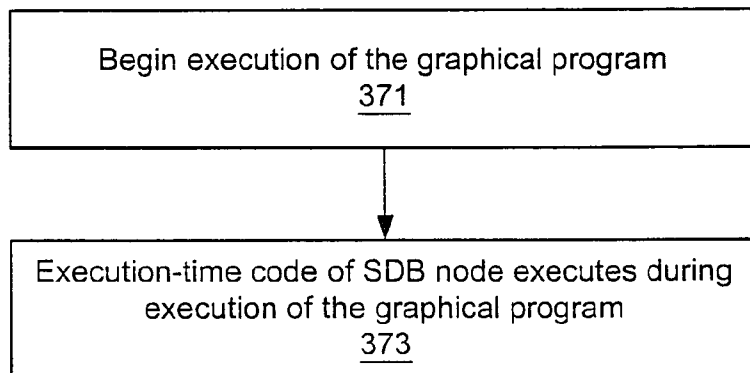 Begin execution of the graphical program
371
Execution-time code of SDB node executes during
execution of the graphical program
373